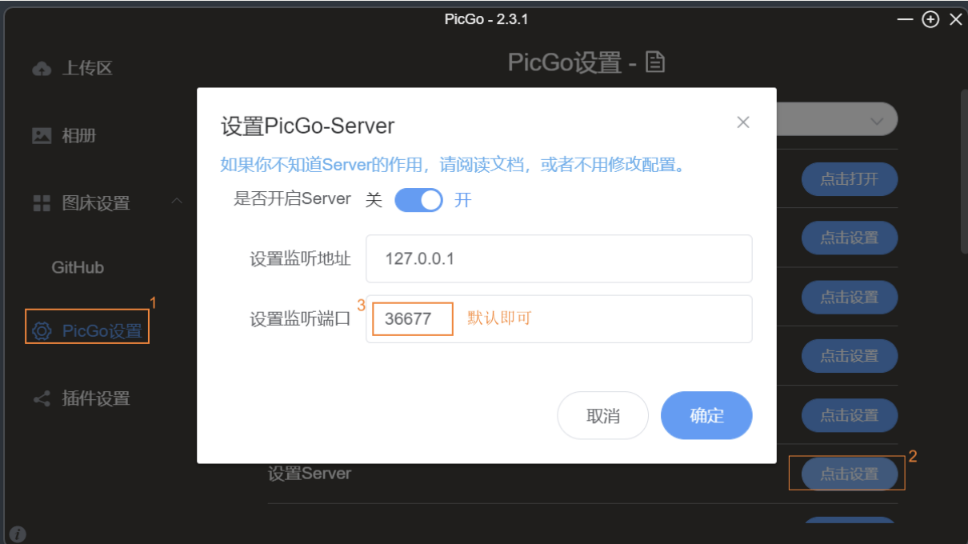 PicGo - 2.3.1
上传区
相册
图床设置
GitHub
1
PicGo设置
插件设置
PicGo设置 -
点击打开
点击设置
点击设置
点击设置
点击设置
设置Server
点击设置
2
设置PicGo-Server
如果你不知道Server的作用，请阅读文档，或者不用修改配置。
是否开启Server 关 开
设置监听地址 127.0.0.1
设置监听端口 3 36677 默认即可
取消 确定